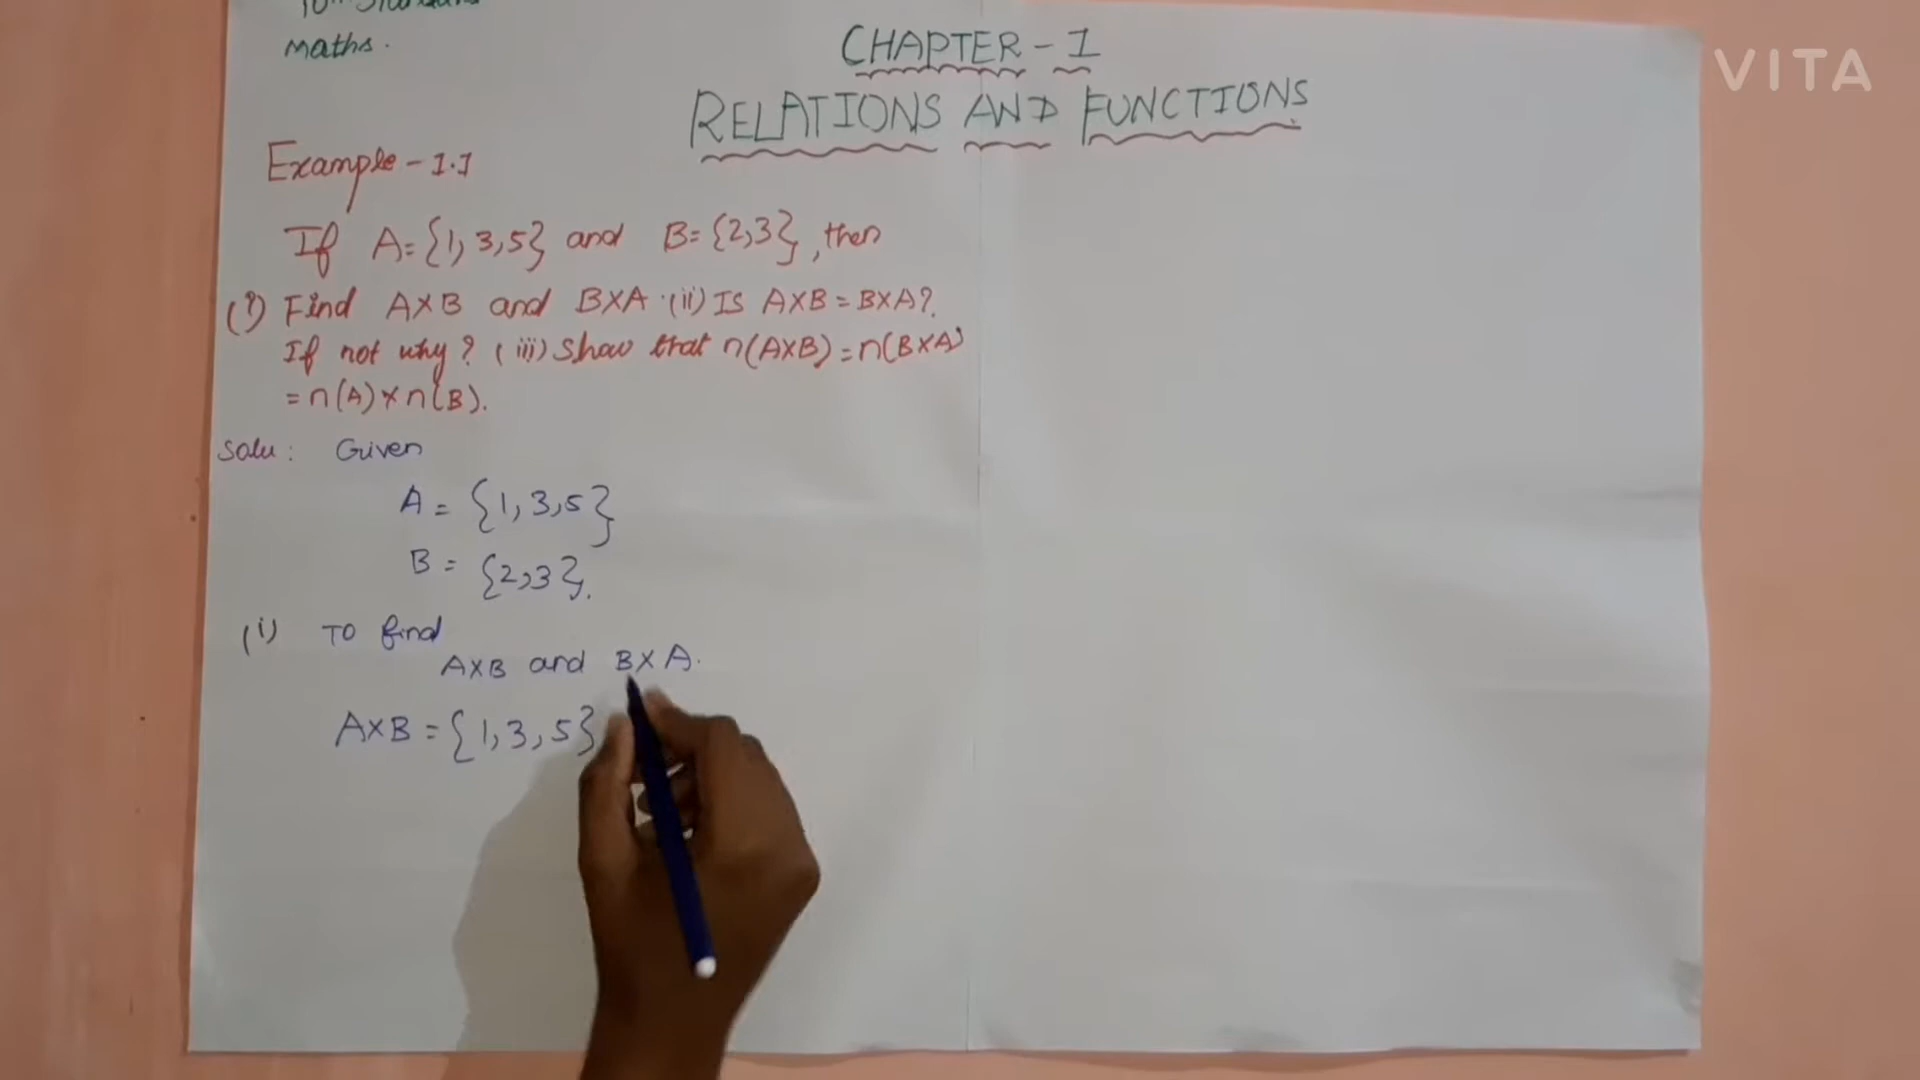 Maths.
CHAPTER - 1
RELATIONS AND FUNCTIONS
VITA
Example - 1.1
If A = {1, 3, 5} and B = {2, 3}, then
(i) Find A×B and B×A. (ii) Is A×B = B×A?
If not why? (iii) Show that n(A×B) = n(B×A)
= n(A) × n(B).
Solu: Given
A = {1, 3, 5}
B = {2, 3}.
(i) To find
A×B and B×A.
A×B = {1, 3, 5}